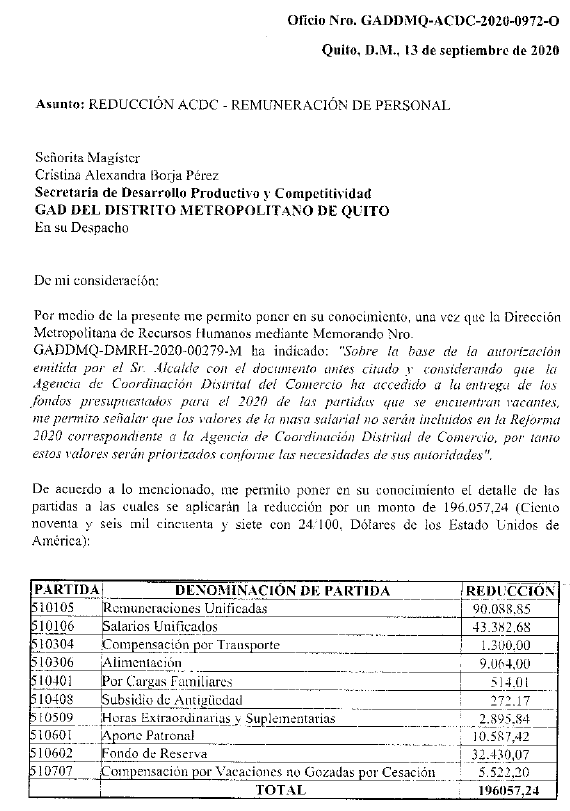 Oficio Nro. GADDMQ-ACDC-2020-0972-O
Quito, D.M., 13 de septiembre de 2020
Asunto: REDUCCIÓN ACDC - REMUNERACIÓN DE PERSONAL
Señorita Magíster
Cristina Alexandra Borja Pérez
Secretaria de Desarrollo Productivo y Competitividad
GAD DEL DISTRITO METROPOLITANO DE QUITO
En su Despacho
De mi consideración:
Por medio de la presente me permito poner en su conocimiento, una vez que la Dirección
Metropolitana de Recursos Humanos mediante Memorando Nro.
GADDMQ-DMRH-2020-00279-M ha indicado: "Sobre la base de la autorización
emitida por el Sr. Alcalde con el documento antes citado y considerando que la
Agencia de Coordinación Distrital del Comercio ha accedido a la entrega de los
fondos presupuestados para el 2020 de las partidas que se encuentran vacantes,
me permito señalar que los valores de la masa salarial no serán incluidos en la Reforma
2020 correspondiente a la Agencia de Coordinación Distrital de Comercio, por tanto
estos valores serán priorizados conforme las necesidades de sus autoridades".
De acuerdo a lo mencionado, me permito poner en su conocimiento el detalle de las
partidas a las cuales se aplicarán la reducción por un monto de 196.057,24 (Ciento
noventa y seis mil cincuenta y siete con 24/100, Dólares de los Estado Unidos de
América):
PARTIDA DENOMINACIÓN DE PARTIDA REDUCCIÓN
510105 Remuneraciones Unificadas 90.088,85
510106 Salarios Unificados 43.382,68
510304 Compensación por Transporte 1.300,00
510306 Alimentación 9.064,00
510401 Por Cargas Familiares 514.01
510408 Subsidio de Antigüedad 272.17
510509 Horas Extraordinarias y Suplementarias 2.895,84
510601 Aporte Patronal 10.587,42
510602 Fondo de Reserva 32.430,07
510707 Compensación por Vacaciones no Gozadas por Cesación 5.522,20
TOTAL 196057,24